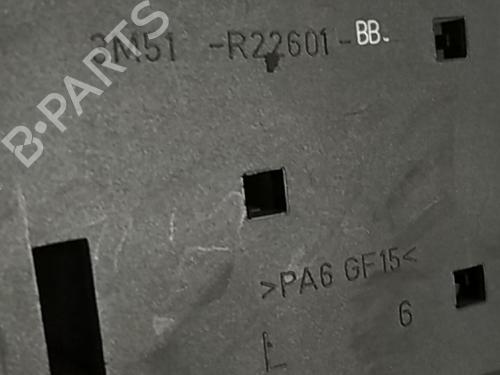 3M51 -R22601-BB.
B-PARTS
>PA6 GF15<
6
L